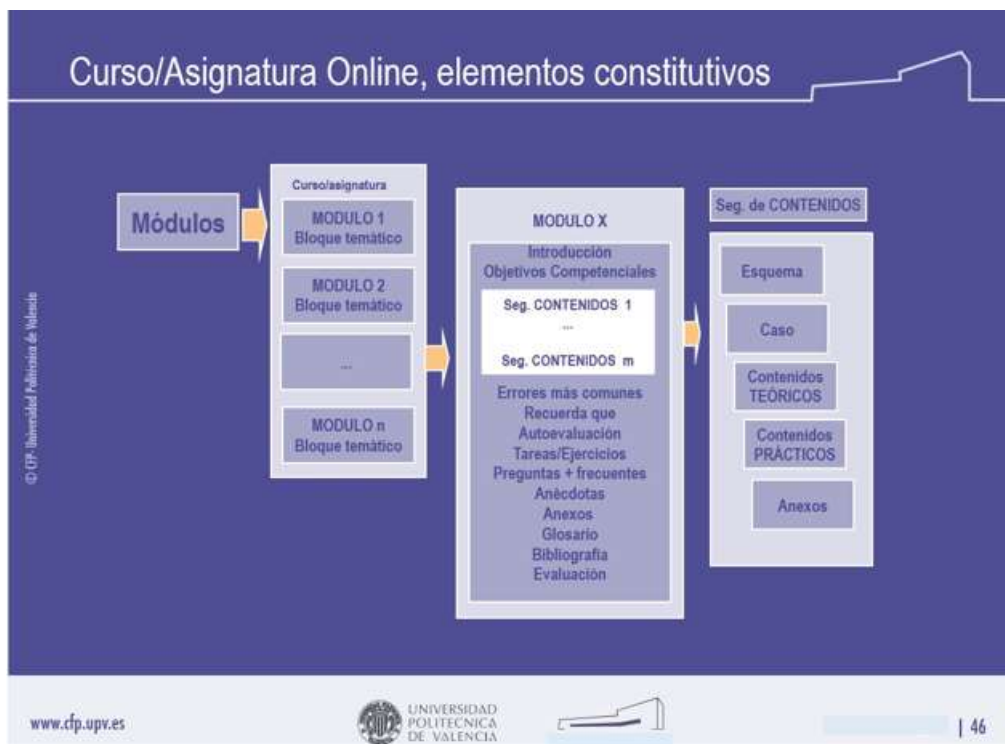 Curso/Asignatura Online, elementos constitutivos
Módulos
Curso/asignatura
MODULO 1
Bloque temático
MODULO 2
Bloque temático
...
MODULO n
Bloque temático
MODULO X
Introducción
Objetivos Competenciales
Seg. CONTENIDOS 1
...
Seg. CONTENIDOS m
Errores más comunes
Recuerda que
Autoevaluación
Tareas/Ejercicios
Preguntas + frecuentes
Anécdotas
Anexos
Glosario
Bibliografía
Evaluación
Seg. de CONTENIDOS
Esquema
Caso
Contenidos
TEÓRICOS
Contenidos
PRÁCTICOS
Anexos
© CFP- Universidad Politécnica de Valencia
www.cfp.upv.es
UNIVERSIDAD
POLITECNICA
DE VALENCIA
| 46